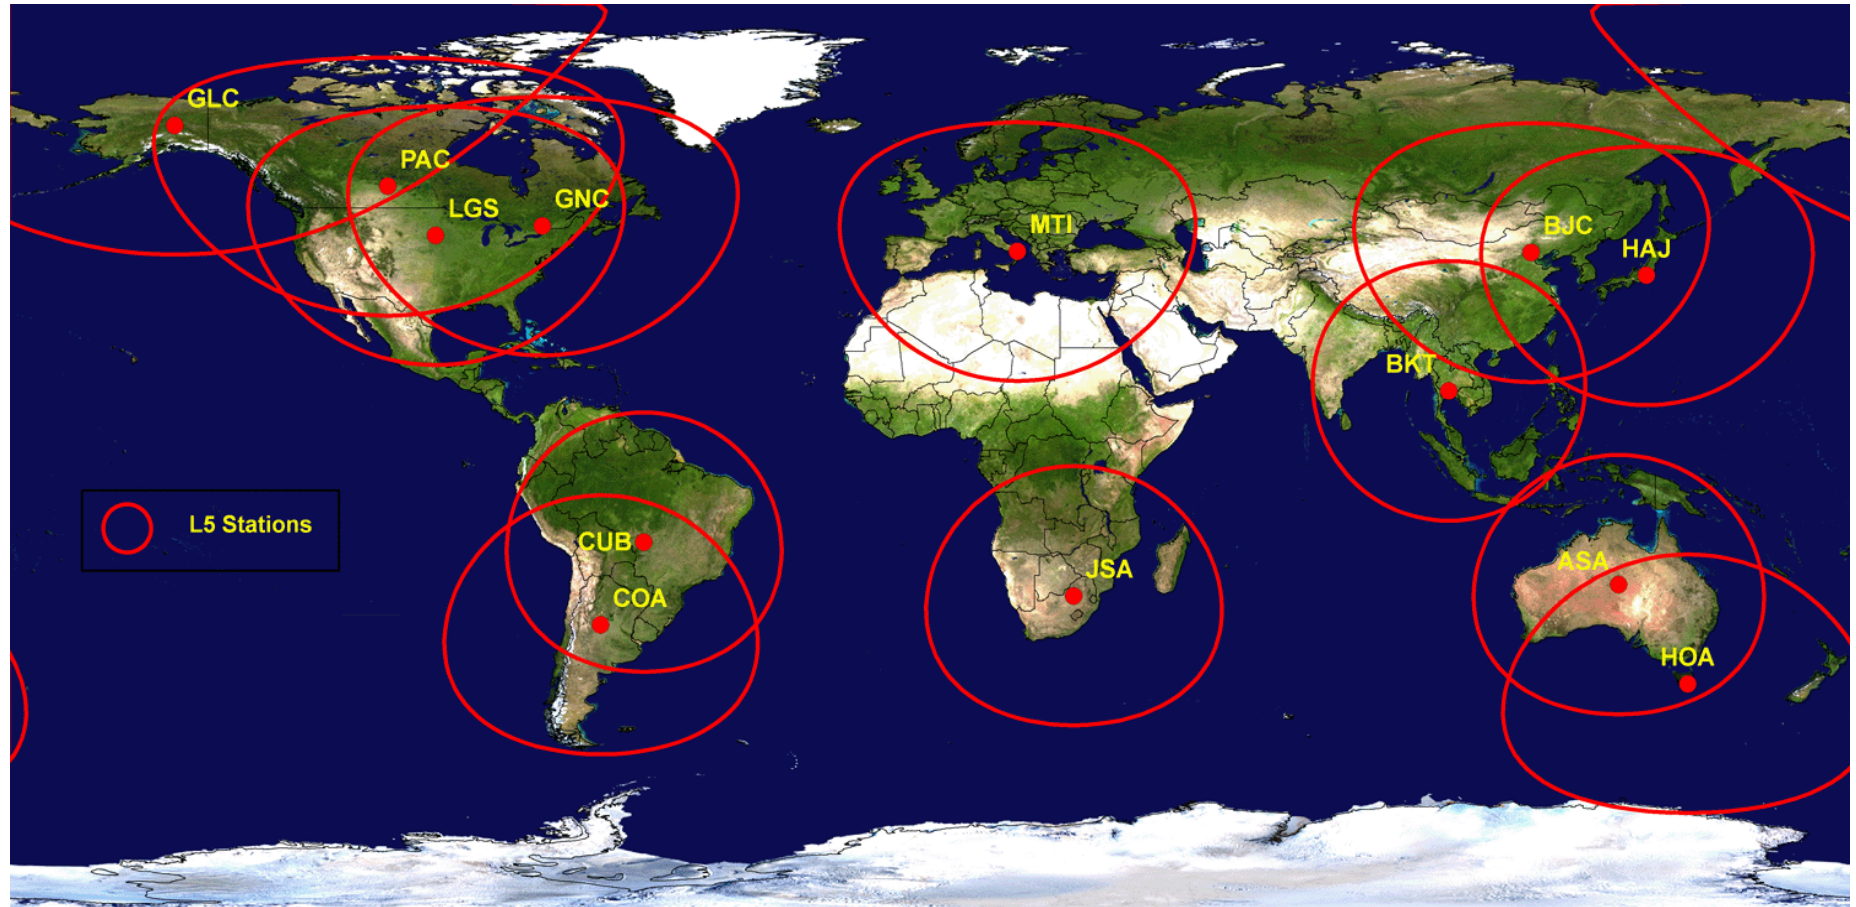 GLC
PAC
LGS
GNC
MTI
BJC
HAJ
BKT
L5 Stations
CUB
COA
JSA
ASA
HOA